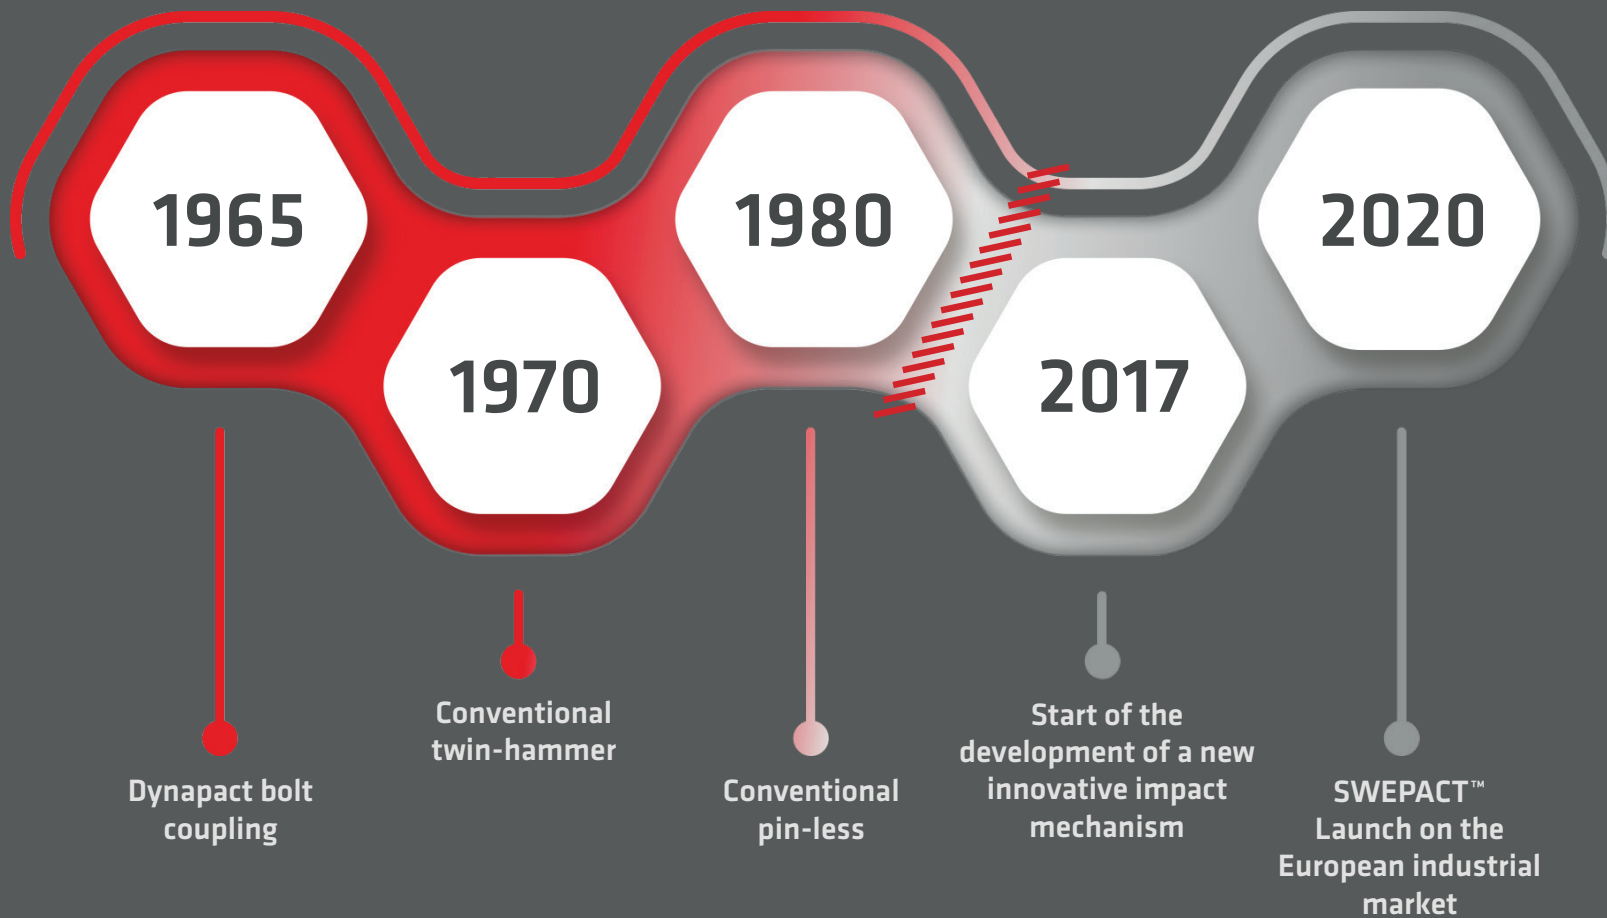 1965
Dynapact bolt
coupling
1970
Conventional
twin-hammer
1980
Conventional
pin-less
2017
Start of the
development of a new
innovative impact
mechanism
2020
SWEPACT™
Launch on the
European industrial
market